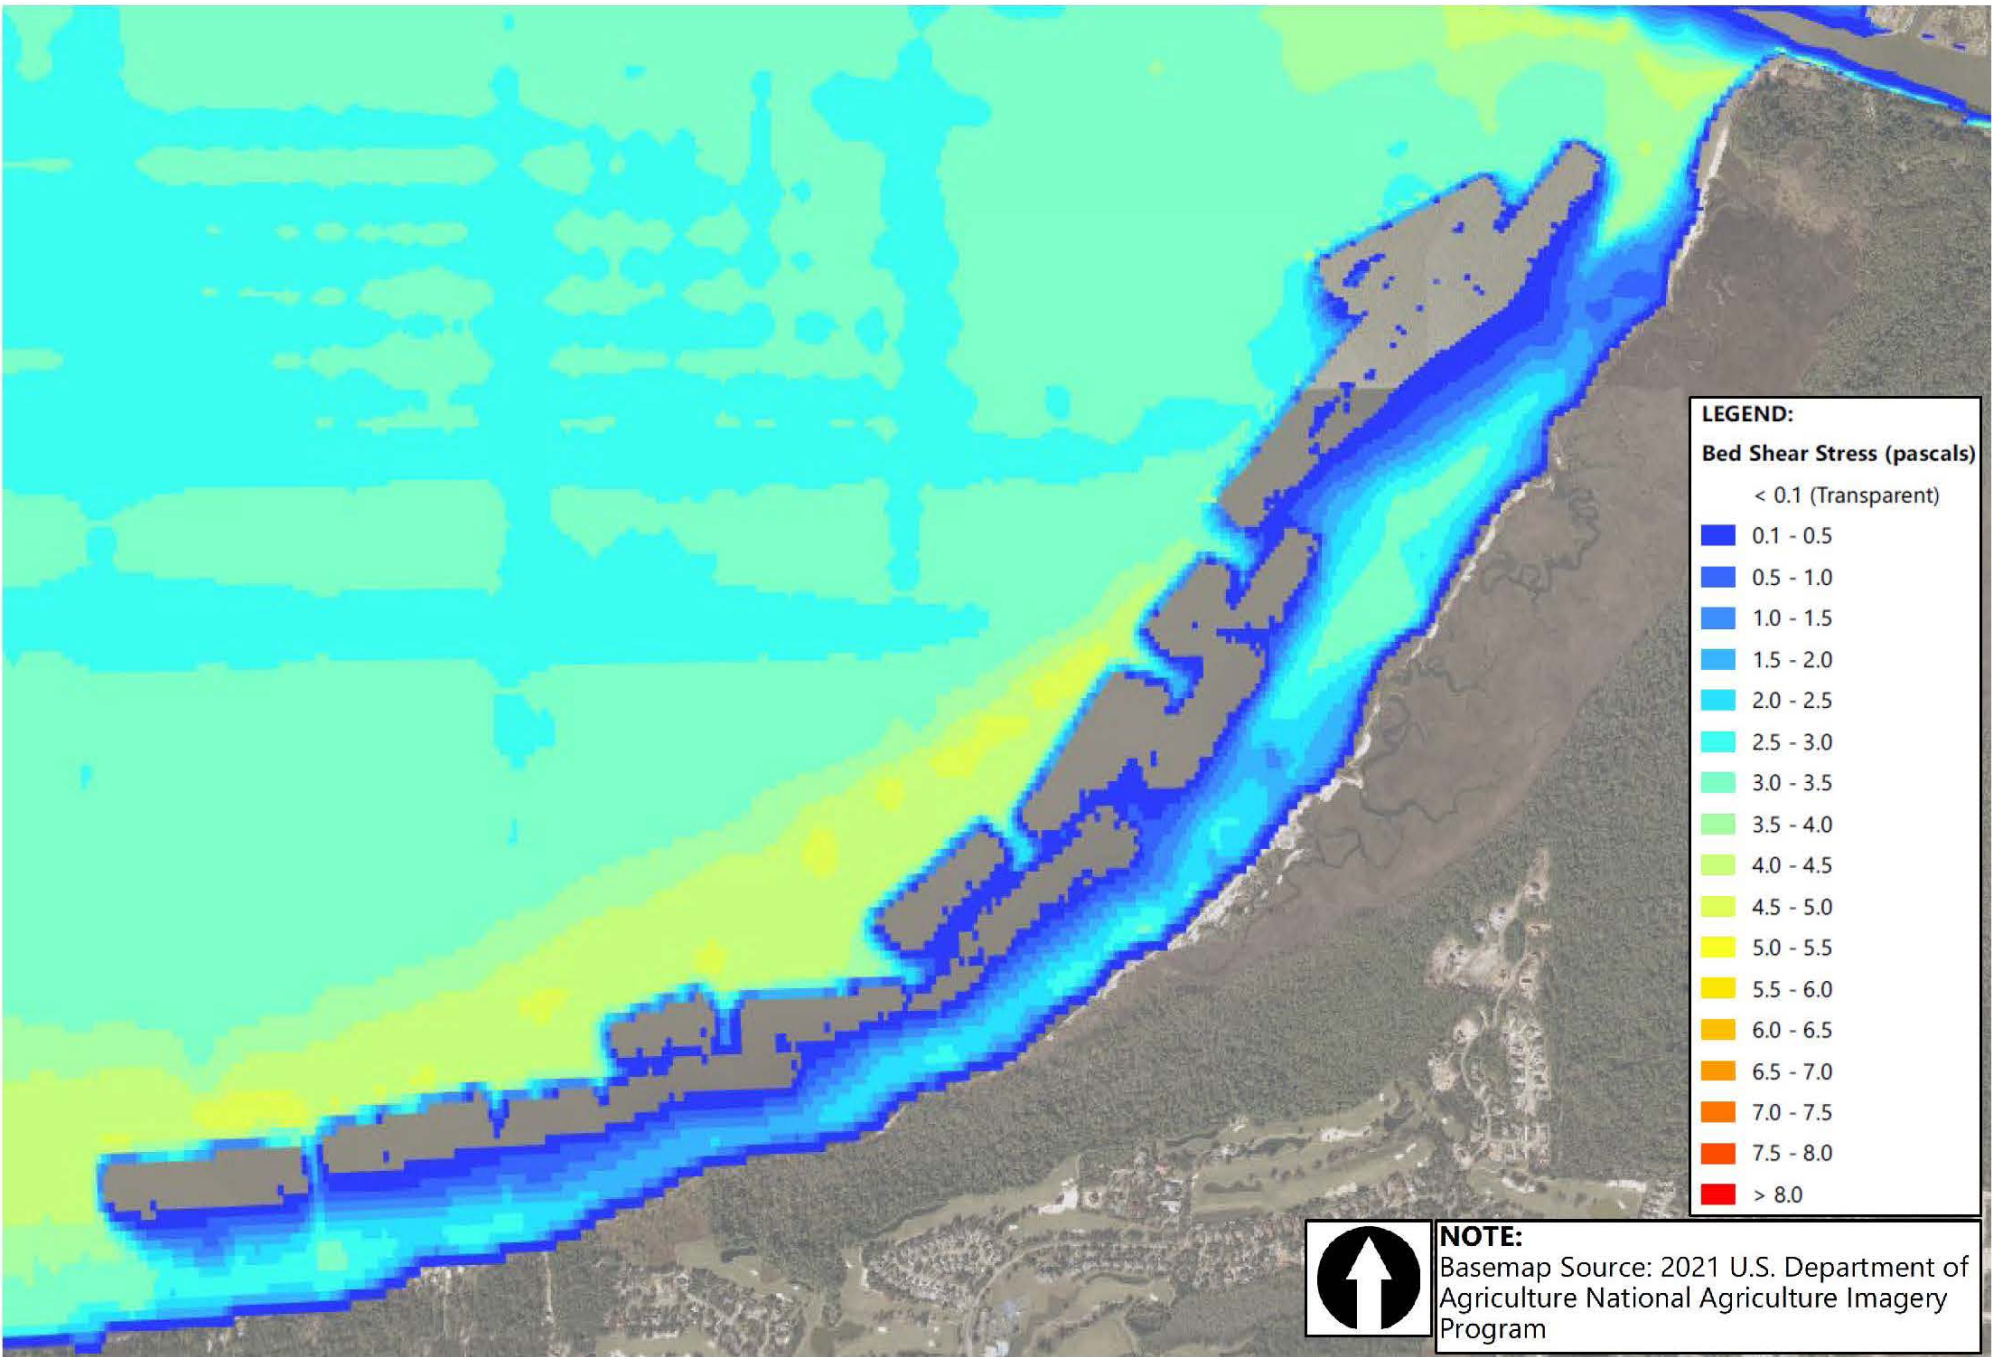 LEGEND:
Bed Shear Stress (pascals)
< 0.1 (Transparent)
0.1 - 0.5
0.5 - 1.0
1.0 - 1.5
1.5 - 2.0
2.0 - 2.5
2.5 - 3.0
3.0 - 3.5
3.5 - 4.0
4.0 - 4.5
4.5 - 5.0
5.0 - 5.5
5.5 - 6.0
6.0 - 6.5
6.5 - 7.0
7.0 - 7.5
7.5 - 8.0
> 8.0
NOTE:
Basemap Source: 2021 U.S. Department of
Agriculture National Agriculture Imagery
Program